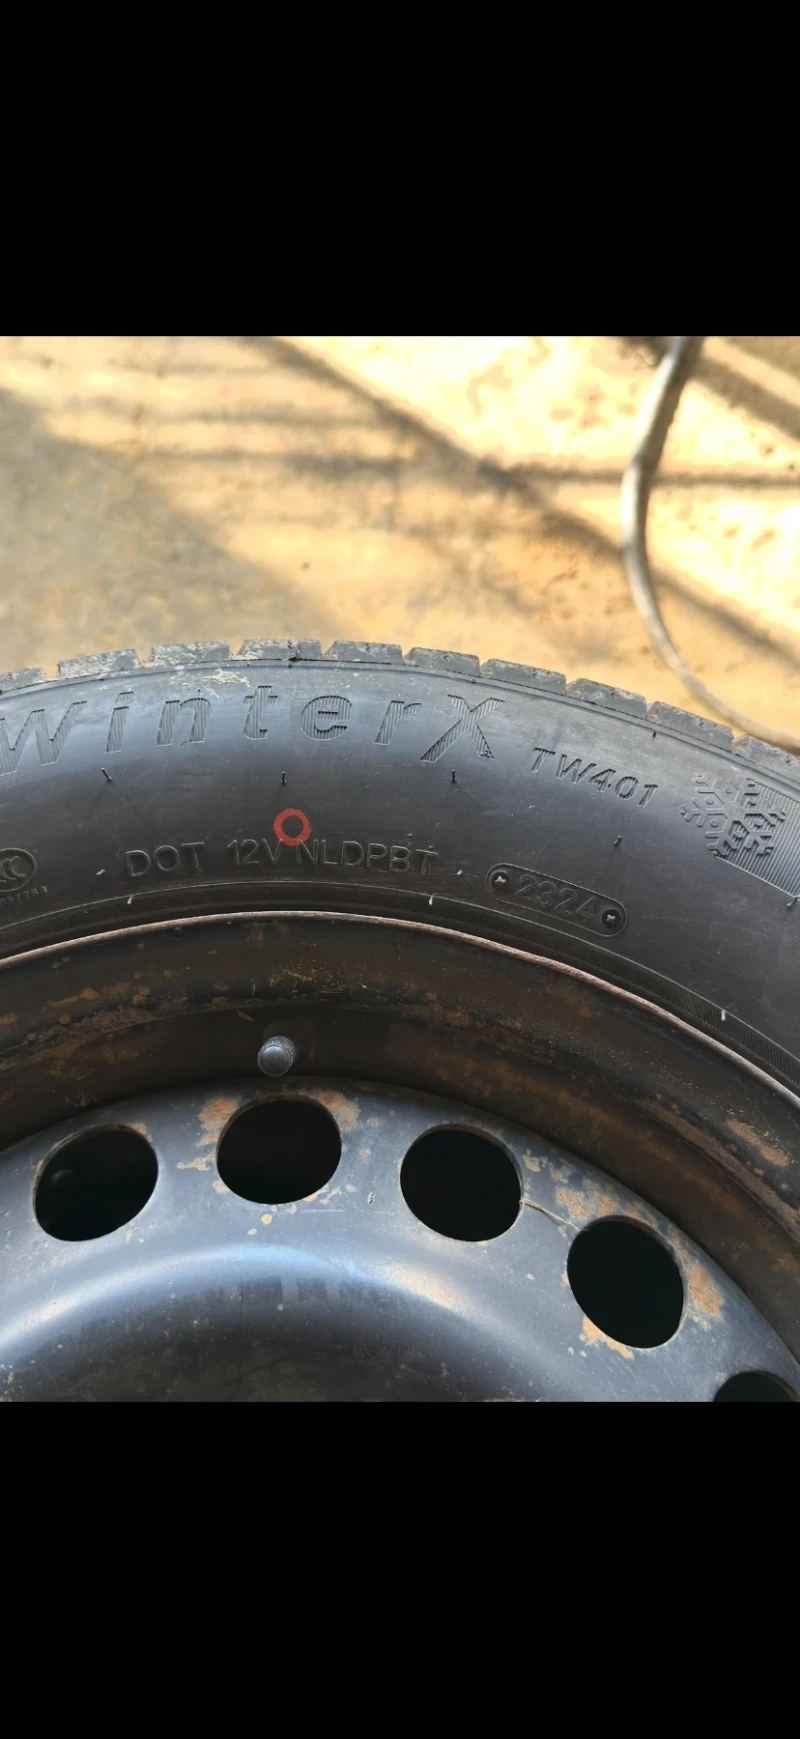 winterX
TW401
DOT 12V NLDPBT
2324